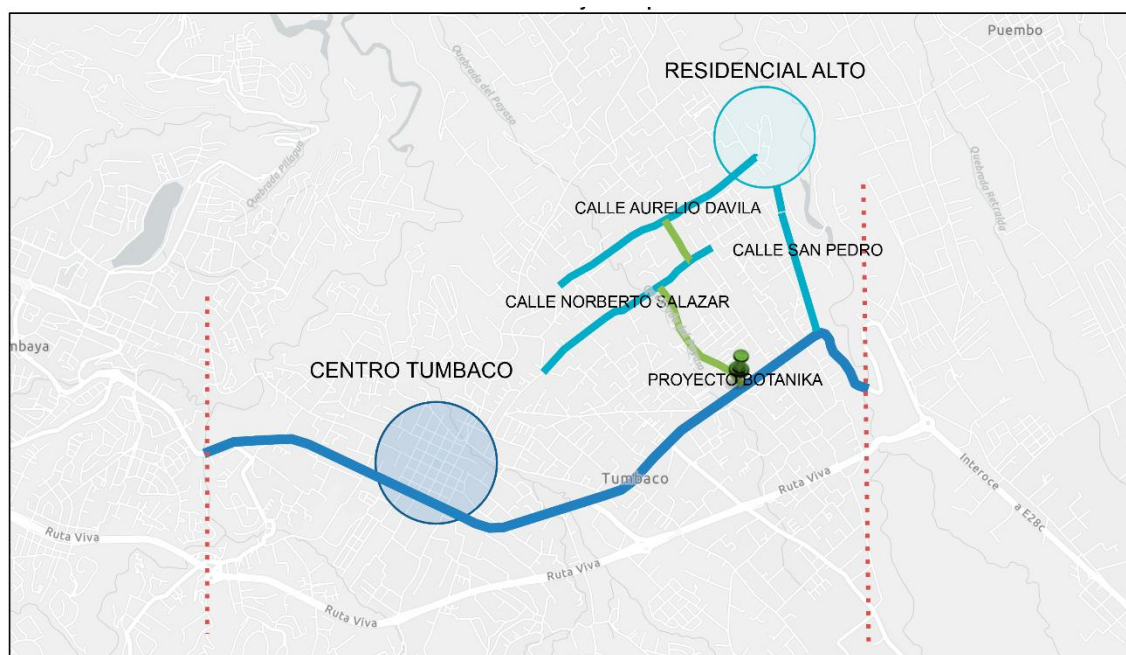 Puembo
RESIDENCIAL ALTO
Quebrada del Payaso
Quebrada Pillagua
Quebrada Retraida
CALLE AURELIO DAVILA
CALLE SAN PEDRO
CALLE NORBERTO SALAZAR
mbaya
CENTRO TUMBACO
PROYECTO BOTANIKA
Tumbaco
Ruta Viva
Interoce
a E28c
Ruta Viva
Ruta Viva
Ruta Viva